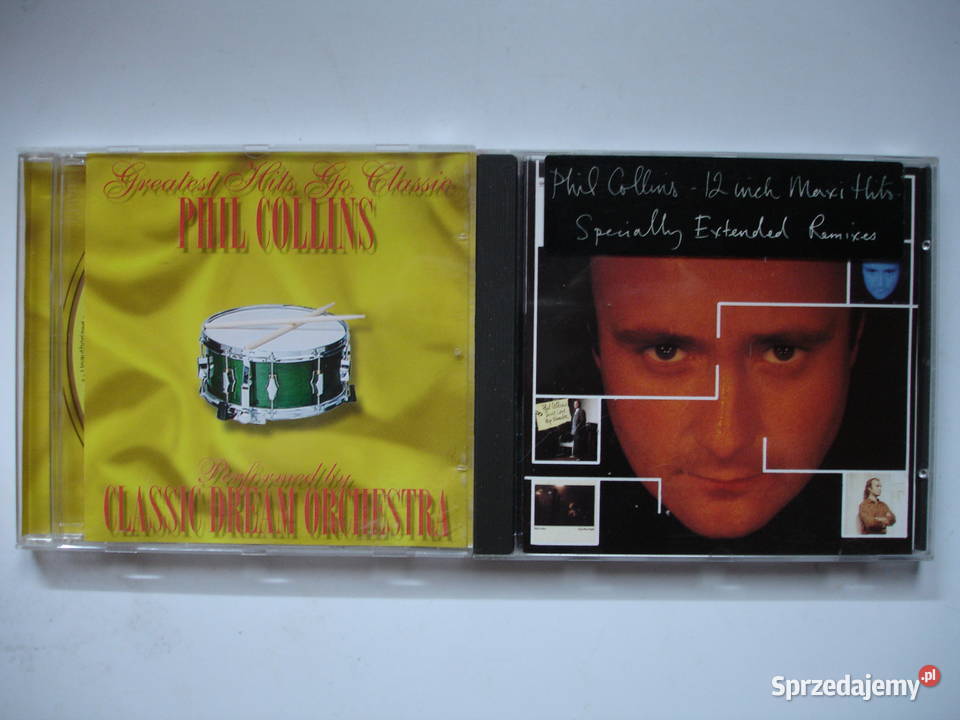 Greatest Hits Go Classic
PHIL COLLINS
Performed by
CLASSIC DREAM ORCHESTRA
Phil Collins - 12 inch Maxi Hits.
Specially Extended Remixes
Sprzedajemy.pl